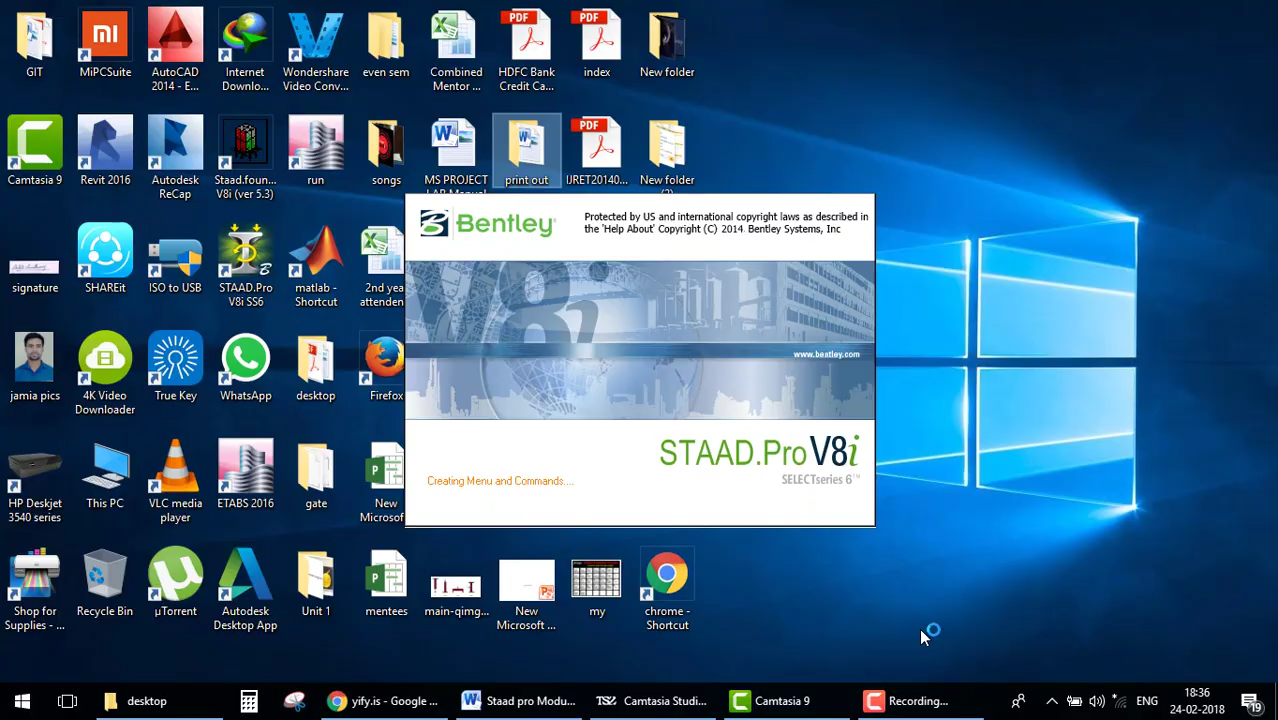 GIT
MiPCSuite
AutoCAD
2014 - E...
Internet
Downlo...
Wondershare
Video Conv...
even sem
Combined
Mentor ...
PDF
HDFC Bank
Credit Ca...
PDF
index
New folder
Camtasia 9
Revit 2016
Autodesk
ReCap
Staad.foun...
V8i (ver 5.3)
run
songs
MS PROJECT
print out
PDF
IJRET20140...
New folder
signature
SHAREit
ISO to USB
STAAD.Pro
V8i SS6
matlab -
Shortcut
2nd yea
attenden
Bentley
Protected by US and international copyright laws as described in
the 'Help About' Copyright (C) 2014 Bentley Systems, Inc
V8i
www.bentley.com
STAAD.Pro V8i
SELECTseries 6™
Creating Menu and Commands....
jamia pics
4K Video
Downloader
True Key
WhatsApp
desktop
Firefox
HP Deskjet
3540 series
This PC
VLC media
player
ETABS 2016
gate
New
Microsof
Shop for
Supplies - ...
Recycle Bin
µTorrent
Autodesk
Desktop App
Unit 1
mentees
main-qimg...
New
Microsoft ...
my
chrome -
Shortcut
desktop
yify.is - Google ...
Staad pro Modu...
Camtasia Studi...
Camtasia 9
Recording...
ENG
18:36
24-02-2018
19